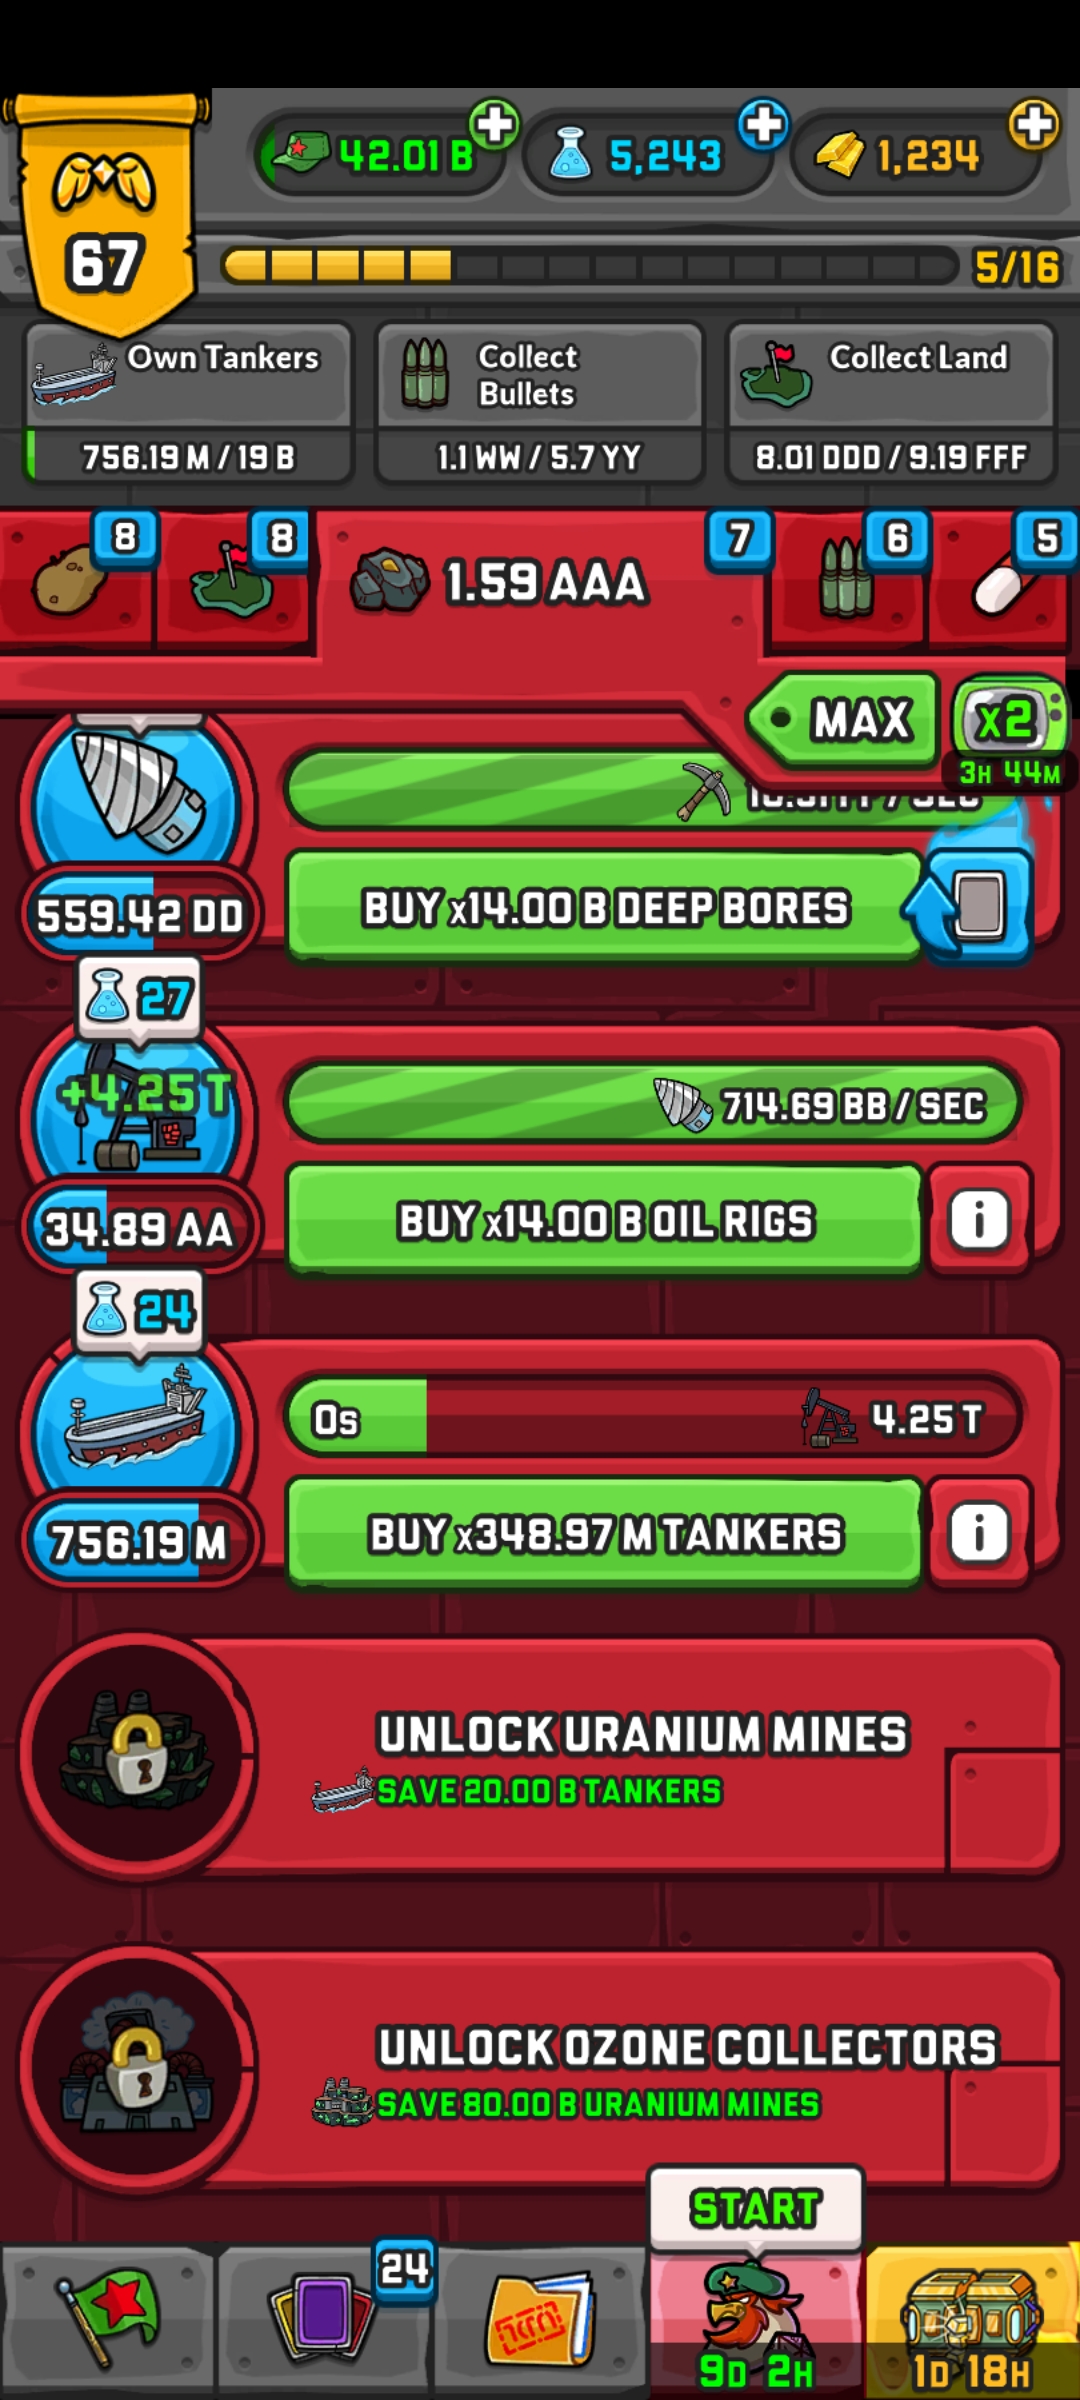 42.01 B
5,243
1,234
67
5/16
Own Tankers
756.19 M / 19 B
Collect
Bullets
1.1 WW / 5.7 YY
Collect Land
8.01 DDD / 9.19 FFF
8
8
1.59 AAA
7
6
5
MAX
x2
3H 44M
559.42 DD
BUY x14.00 B DEEP BORES
27
+4.25 T
714.69 BB / SEC
34.89 AA
BUY x14.00 B OIL RIGS
i
24
0s
4.25 T
756.19 M
BUY x348.97 M TANKERS
i
UNLOCK URANIUM MINES
SAVE 20.00 B TANKERS
UNLOCK OZONE COLLECTORS
SAVE 80.00 B URANIUM MINES
START
24
9D 2H
1D 18H